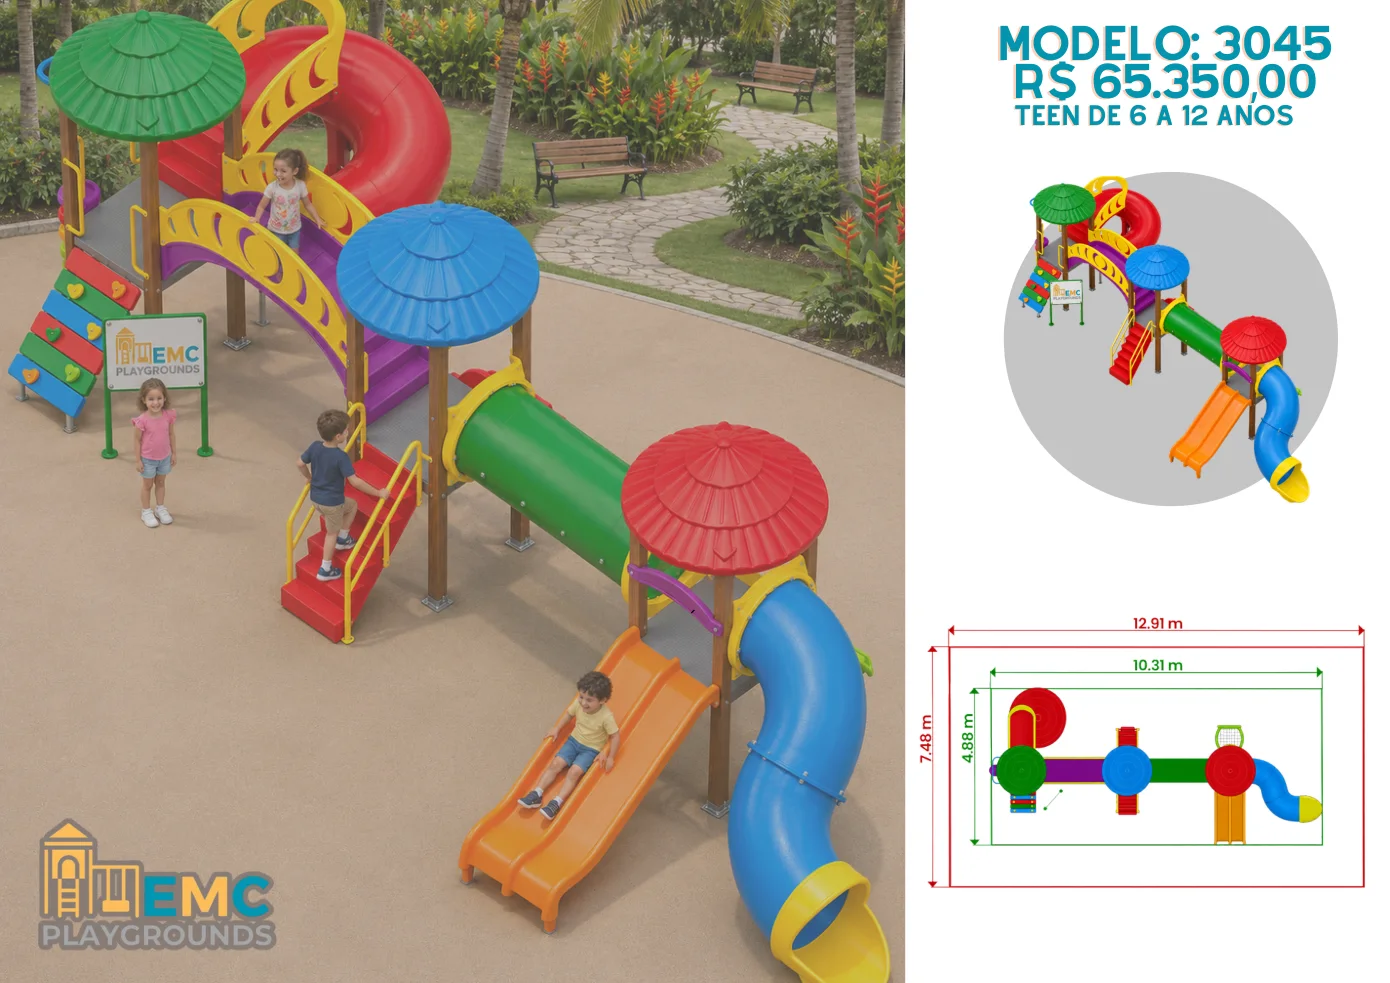 MODELO: 3045
R$ 65.350,00
TEEN DE 6 A 12 ANOS
EMC
PLAYGROUNDS
EMC
PLAYGROUNDS
EMC
PLAYGROUNDS
12.91 m
10.31 m
7.48 m
4.88 m